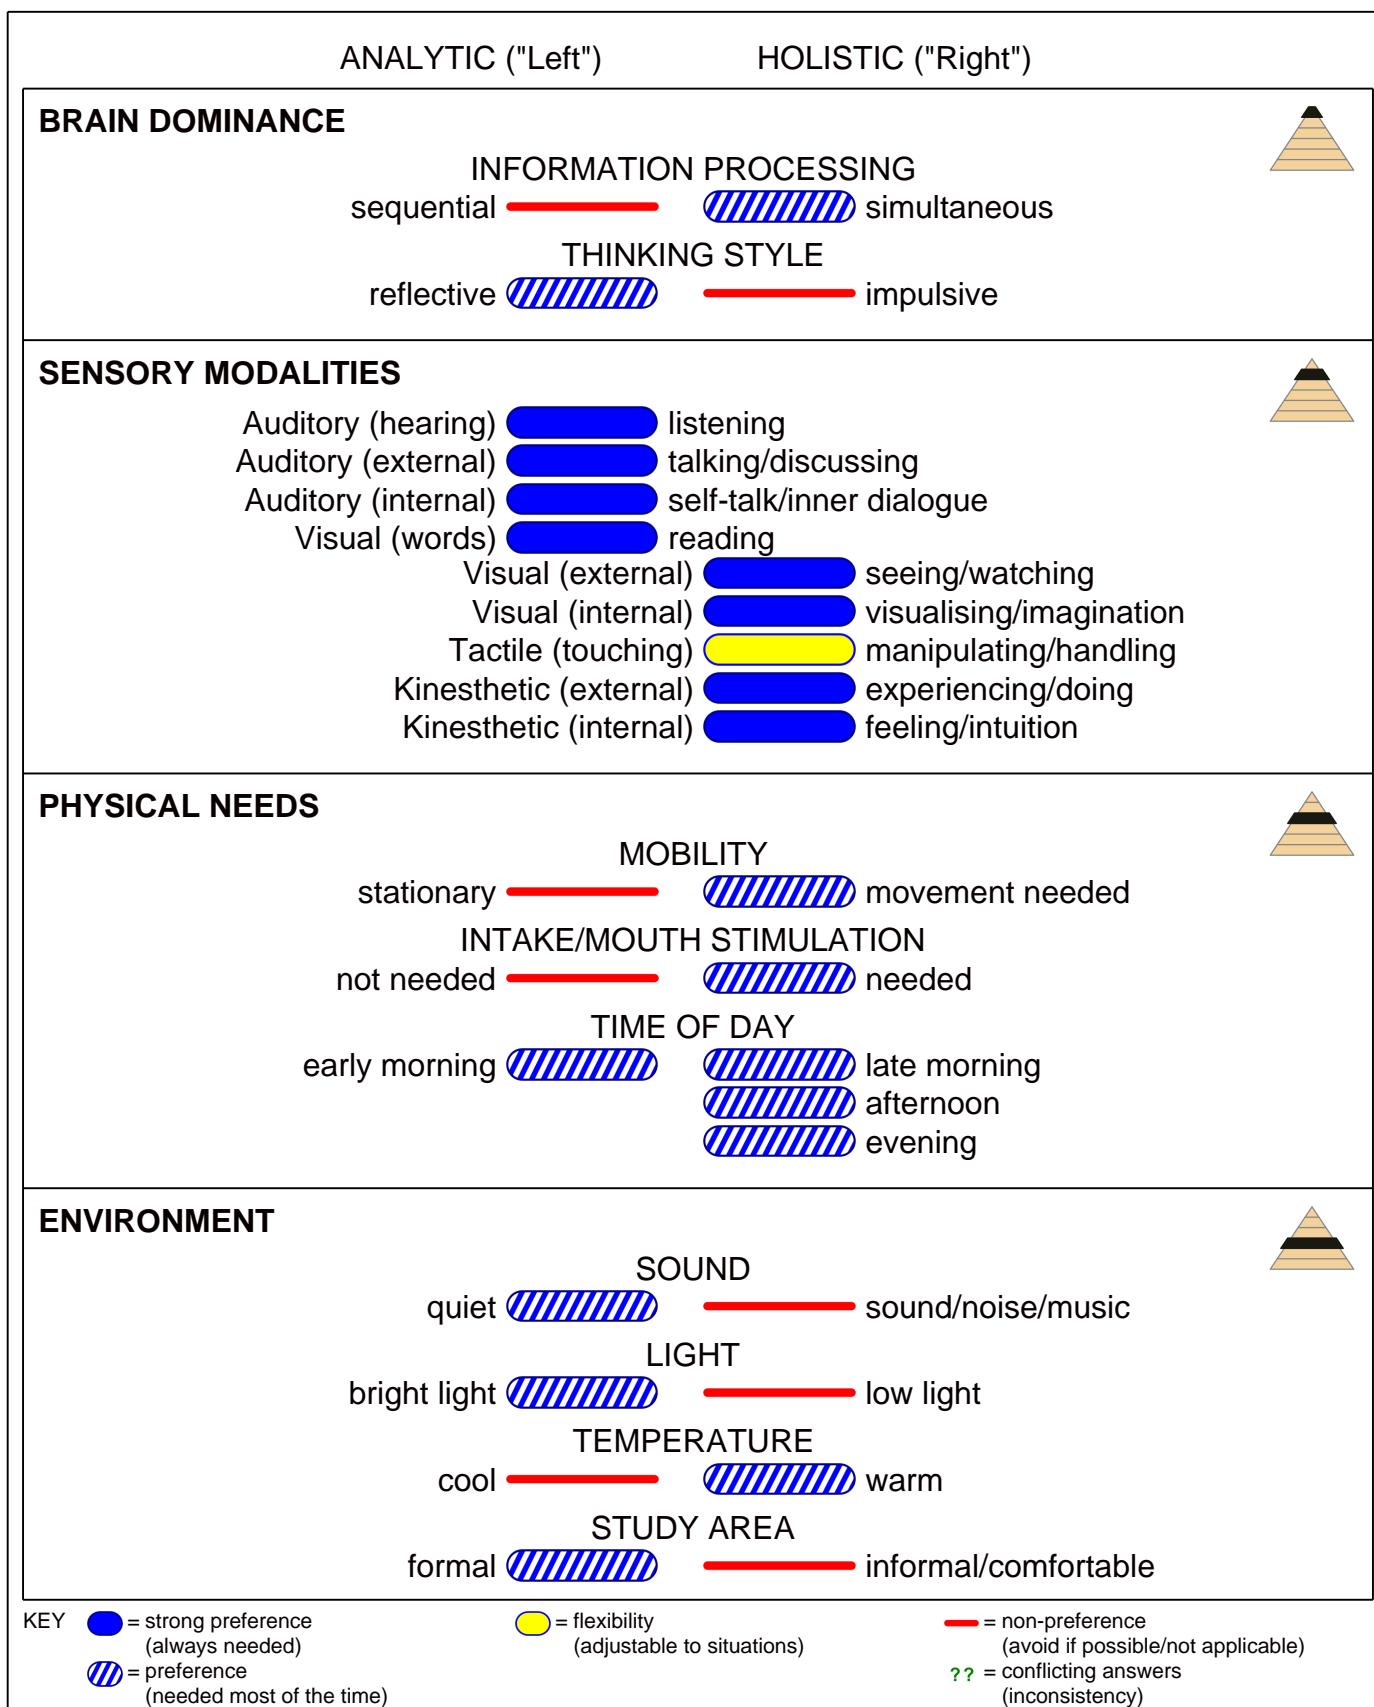 ANALYTIC ("Left") HOLISTIC ("Right")
BRAIN DOMINANCE
INFORMATION PROCESSING
sequential simultaneous
THINKING STYLE
reflective impulsive
SENSORY MODALITIES
Auditory (hearing) listening
Auditory (external) talking/discussing
Auditory (internal) self-talk/inner dialogue
Visual (words) reading
Visual (external) seeing/watching
Visual (internal) visualising/imagination
Tactile (touching) manipulating/handling
Kinesthetic (external) experiencing/doing
Kinesthetic (internal) feeling/intuition
PHYSICAL NEEDS
MOBILITY
stationary movement needed
INTAKE/MOUTH STIMULATION
not needed needed
TIME OF DAY
early morning late morning
afternoon
evening
ENVIRONMENT
SOUND
quiet sound/noise/music
LIGHT
bright light low light
TEMPERATURE
cool warm
STUDY AREA
formal informal/comfortable
KEY = strong preference = flexibility = non-preference
(always needed) (adjustable to situations) (avoid if possible/not applicable)
= preference ?? = conflicting answers
(needed most of the time) (inconsistency)